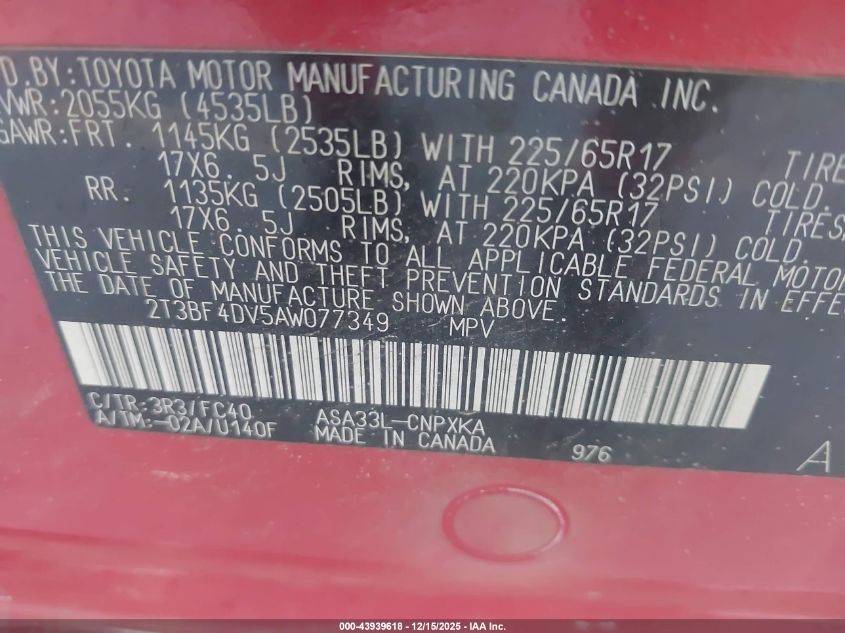 D. BY: TOYOTA MOTOR MANUFACTURING CANADA INC.
VWR: 2055KG (4535LB)
GAWR: FRT. 1145KG (2535LB) WITH 225/65R17 TIRE
17X6.5J RIMS, AT 220KPA (32PSI) COLD.
RR. 1135KG (2505LB) WITH 225/65R17 TIRES,
17X6.5J RIMS, AT 220KPA (32PSI) COLD.
THIS VEHICLE CONFORMS TO ALL APPLICABLE FEDERAL MOTOR
VEHICLE SAFETY AND THEFT PREVENTION STANDARDS IN EFFE
THE DATE OF MANUFACTURE SHOWN ABOVE.
2T3BF4DV5AW077349 MPV
C/TR: 3R3/FC40 ASA33L-CNPXKA
A/TM: -02A/U140F MADE IN CANADA 976 A
000-43939618 - 12/15/2025 - IAA Inc.